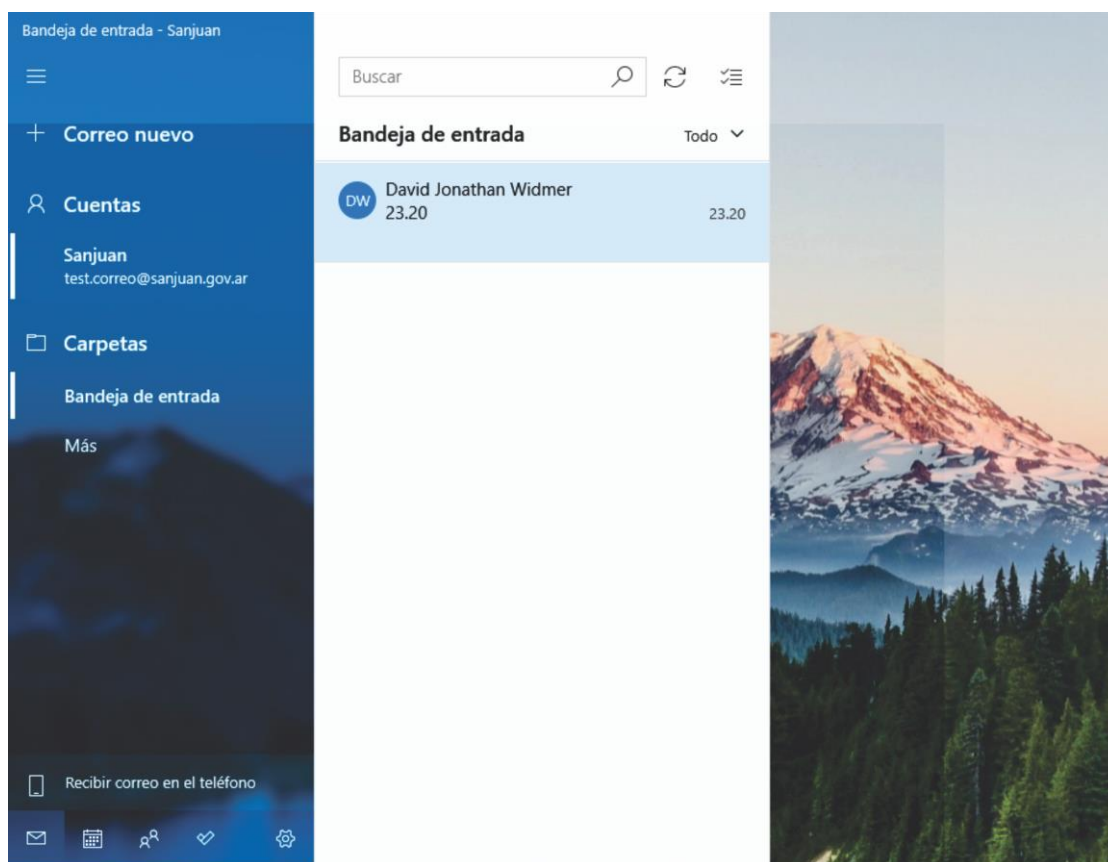 Bandeja de entrada - Sanjuan
Correo nuevo
Cuentas
Sanjuan
test.correo@sanjuan.gov.ar
Carpetas
Bandeja de entrada
Más
Recibir correo en el teléfono
Buscar
Bandeja de entrada
Todo
DW
David Jonathan Widmer
23.20
23.20